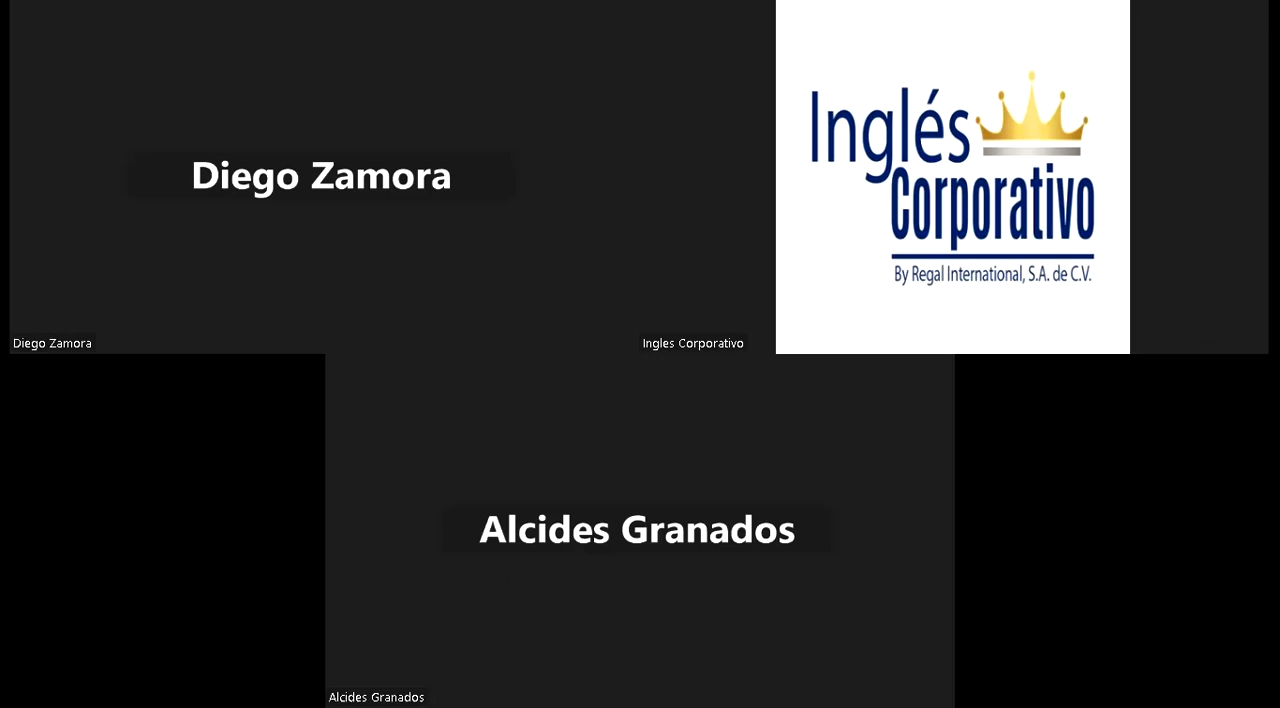 Diego Zamora
Inglés
Corporativo
By Regal International, S.A. de C.V.
Diego Zamora
Ingles Corporativo
Alcides Granados
Alcides Granados